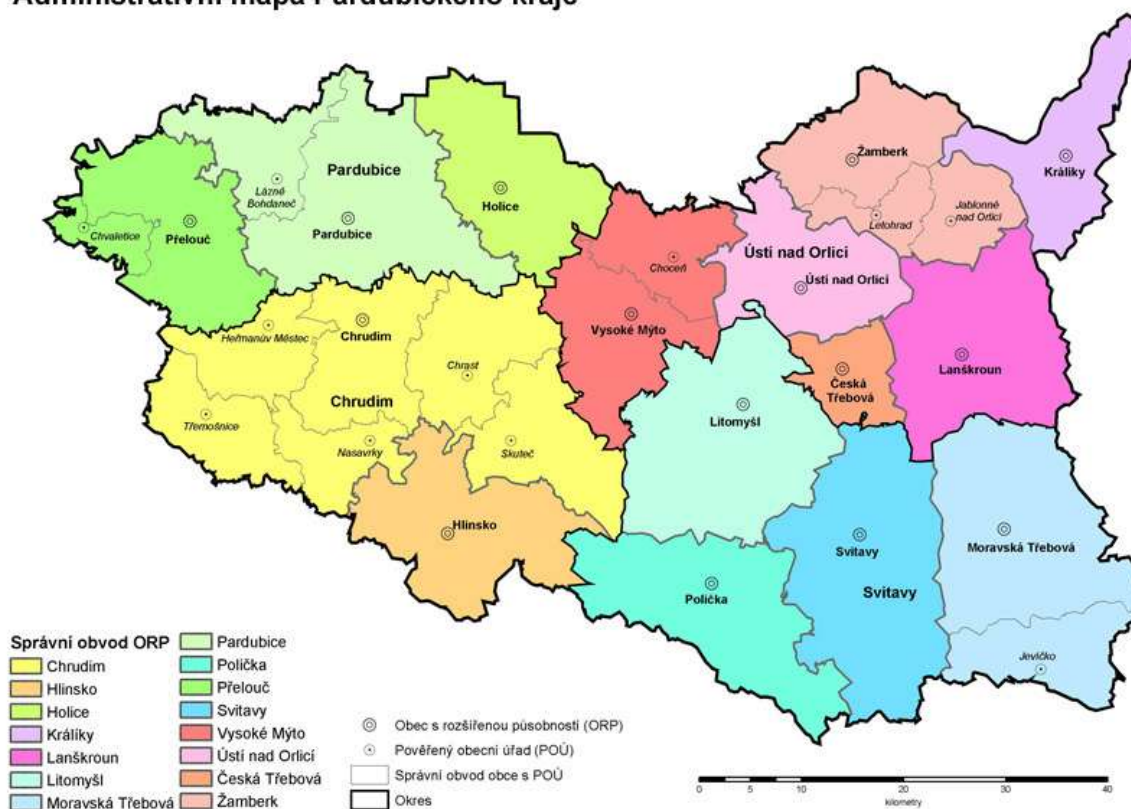 Administrativní mapa Pardubického kraje
Žamberk
Králíky
Lázně
Bohdaneč
Pardubice
Holice
Jablonné
nad Orlicí
Letohrad
Chvaletice
Přelouč
Pardubice
Ústí nad Orlicí
Choceň
Ústí nad Orlicí
Heřmanův Městec
Chrudim
Vysoké Mýto
Chrast
Česká
Třebová
Lanškroun
Chrudim
Třemošnice
Litomyšl
Nasavrky
Skuteč
Hlinsko
Svitavy
Moravská Třebová
Polička
Svitavy
Jevíčko
Správní obvod ORP
Chrudim
Hlinsko
Holice
Králíky
Lanškroun
Litomyšl
Moravská Třebová
Pardubice
Polička
Přelouč
Svitavy
Vysoké Mýto
Ústí nad Orlicí
Česká Třebová
Žamberk
Obec s rozšířenou působností (ORP)
Pověřený obecní úřad (POÚ)
Správní obvod obce s POÚ
Okres
0 10 20 30 40
kilometry